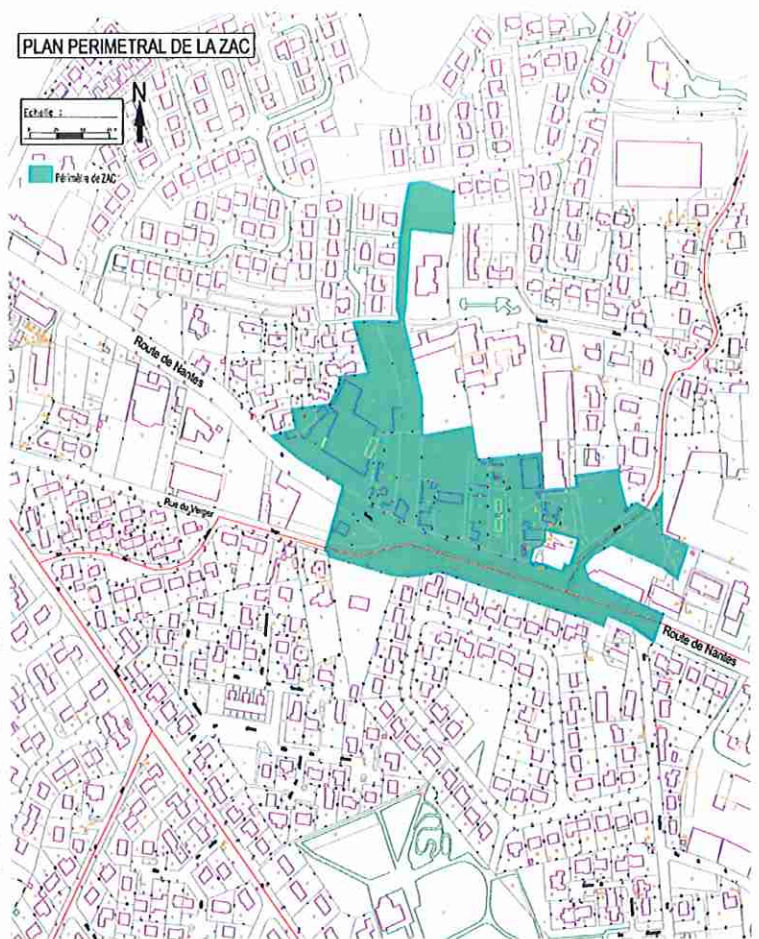 PLAN PERIMETRAL DE LA ZAC
N
Echelle :
Périmètre de ZAC
Route de Nantes
Rue du Verger
Route de Nantes